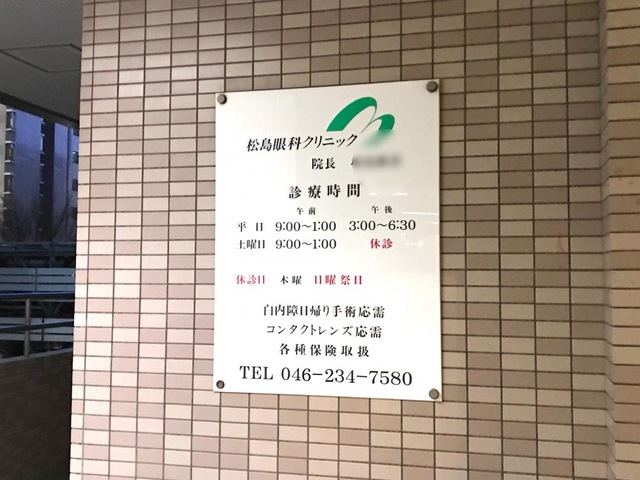 松島眼科クリニック
院長
診療時間
午前 午後
平日 9:00〜1:00 3:00〜6:30
土曜日 9:00〜1:00 休診
休診日 木曜 日曜祭日
白内障日帰り手術応需
コンタクトレンズ応需
各種保険取扱
TEL 046-234-7580